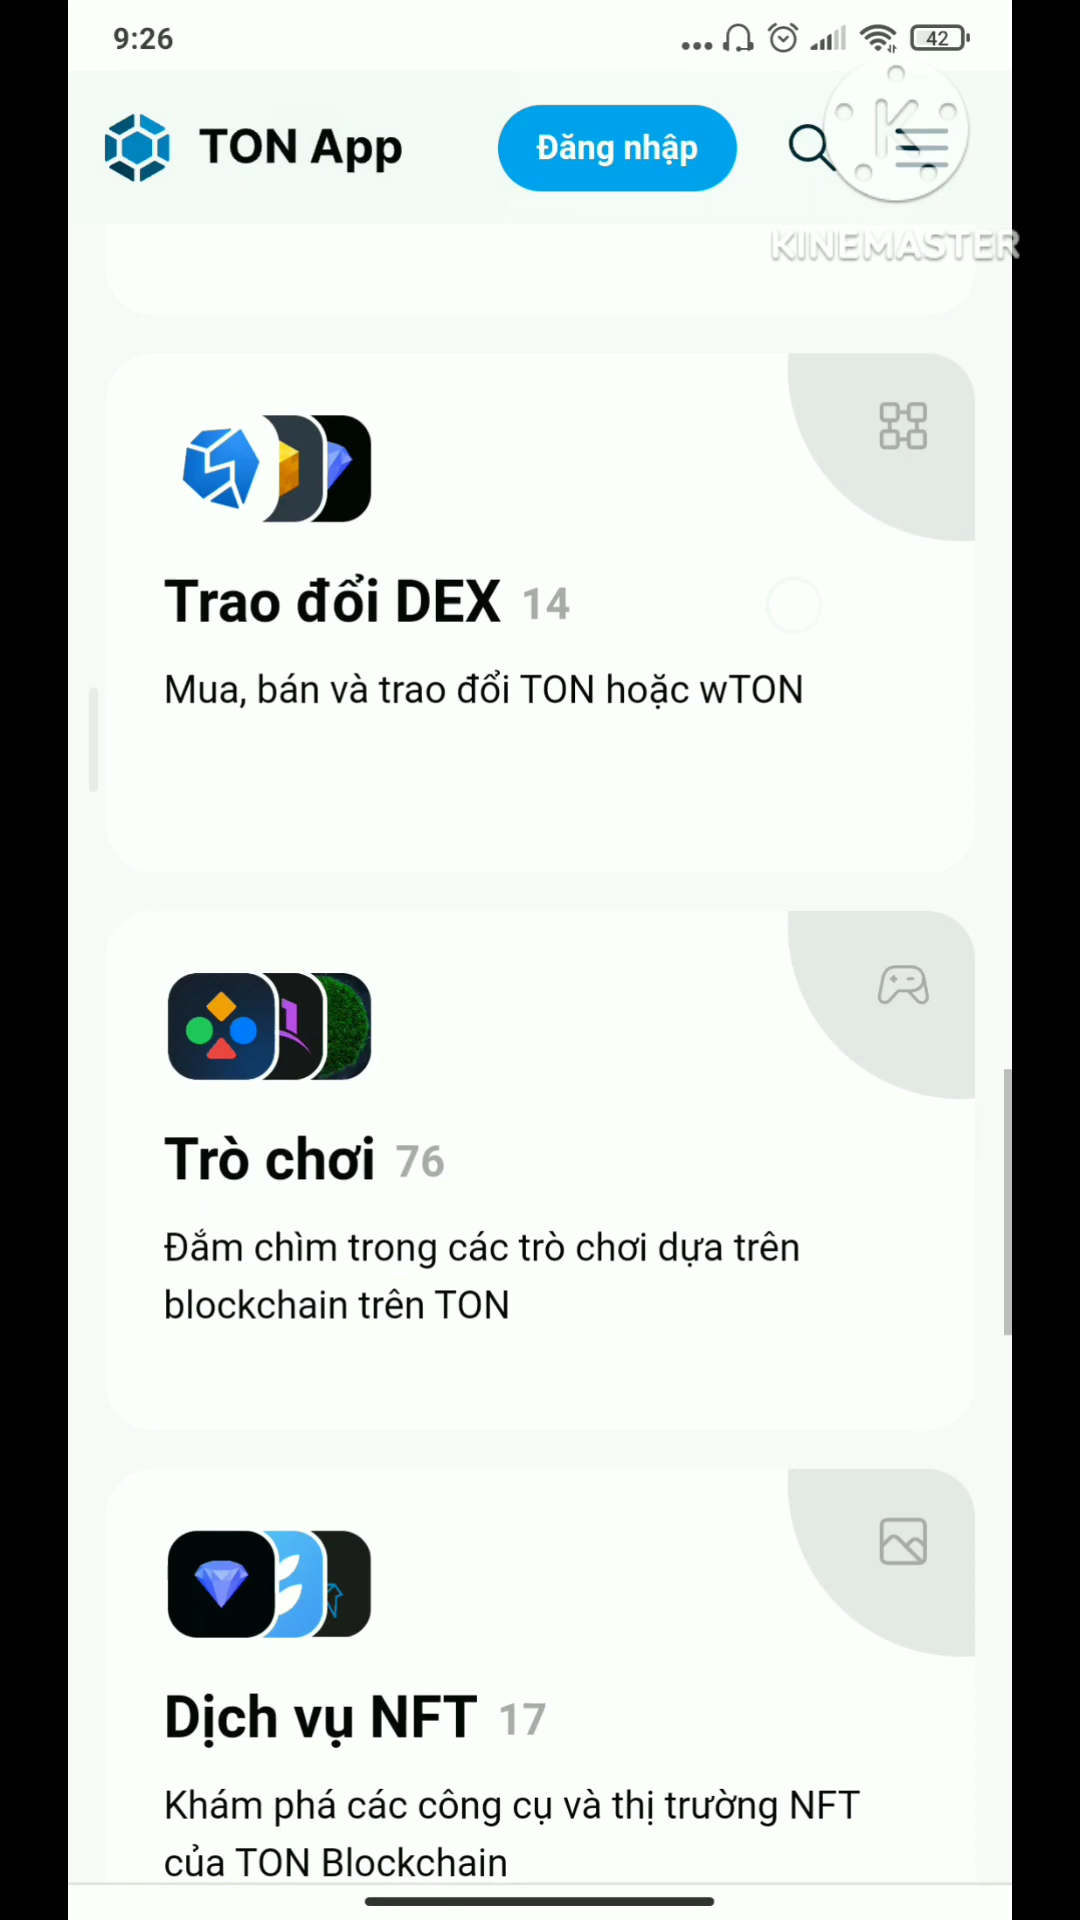 9:26
42
TON App
Đăng nhập
K
KINEMASTER
Trao đổi DEX 14
Mua, bán và trao đổi TON hoặc wTON
Trò chơi 76
Đắm chìm trong các trò chơi dựa trên
blockchain trên TON
Dịch vụ NFT 17
Khám phá các công cụ và thị trường NFT
của TON Blockchain